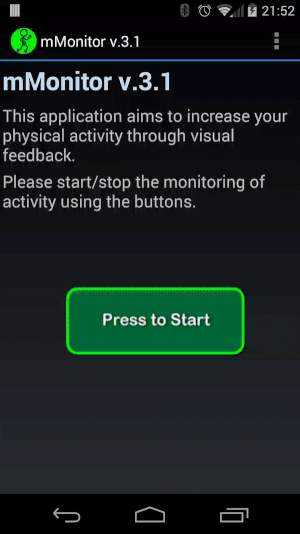 21:52
mMonitor v.3.1
mMonitor v.3.1
This application aims to increase your
physical activity through visual
feedback.
Please start/stop the monitoring of
activity using the buttons.
Press to Start